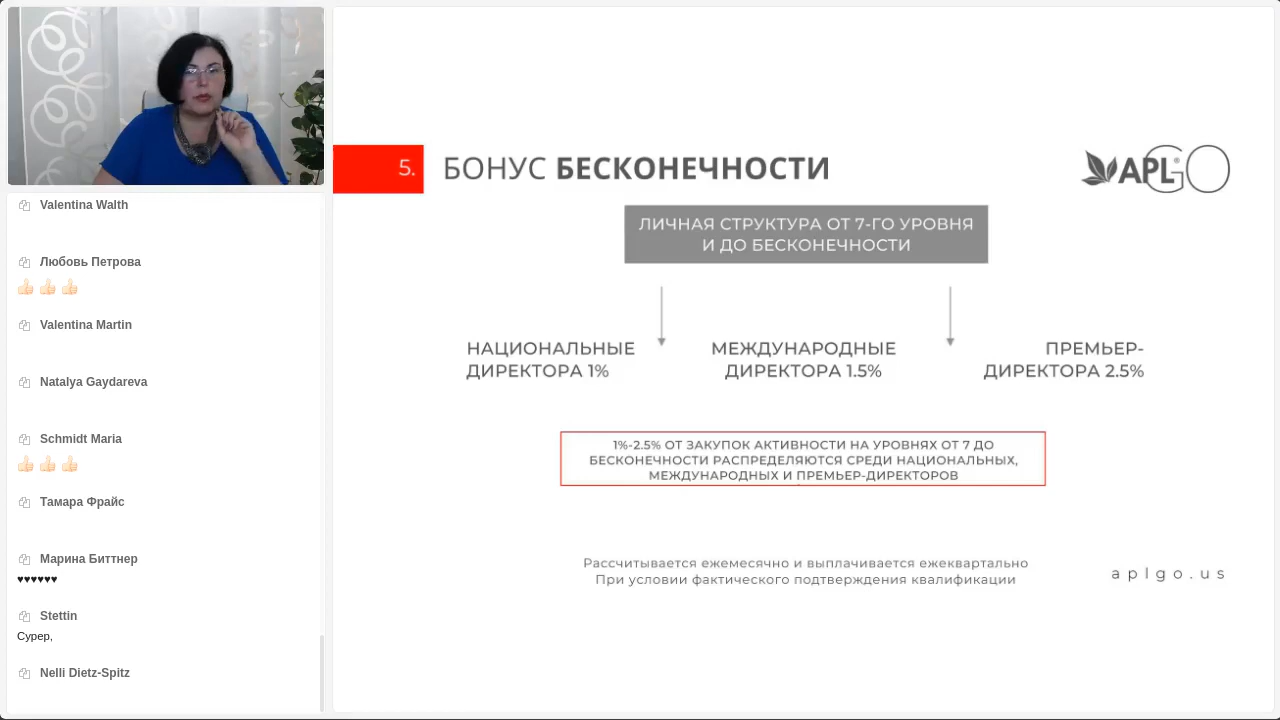 Valentina Walth
Любовь Петрова
Valentina Martin
Natalya Gaydareva
Schmidt Maria
Тамара Фрайс
Марина Биттнер
♥♥♥♥♥♥
Stettin
Сурер,
Nelli Dietz-Spitz
5. БОНУС БЕСКОНЕЧНОСТИ
APLGO
ЛИЧНАЯ СТРУКТУРА ОТ 7-ГО УРОВНЯ
И ДО БЕСКОНЕЧНОСТИ
НАЦИОНАЛЬНЫЕ
ДИРЕКТОРА 1%
МЕЖДУНАРОДНЫЕ
ДИРЕКТОРА 1.5%
ПРЕМЬЕР-
ДИРЕКТОРА 2.5%
1%-2.5% ОТ ЗАКУПОК АКТИВНОСТИ НА УРОВНЯХ ОТ 7 ДО
БЕСКОНЕЧНОСТИ РАСПРЕДЕЛЯЮТСЯ СРЕДИ НАЦИОНАЛЬНЫХ,
МЕЖДУНАРОДНЫХ И ПРЕМЬЕР-ДИРЕКТОРОВ
Рассчитывается ежемесячно и выплачивается ежеквартально
При условии фактического подтверждения квалификации
aplgo.us